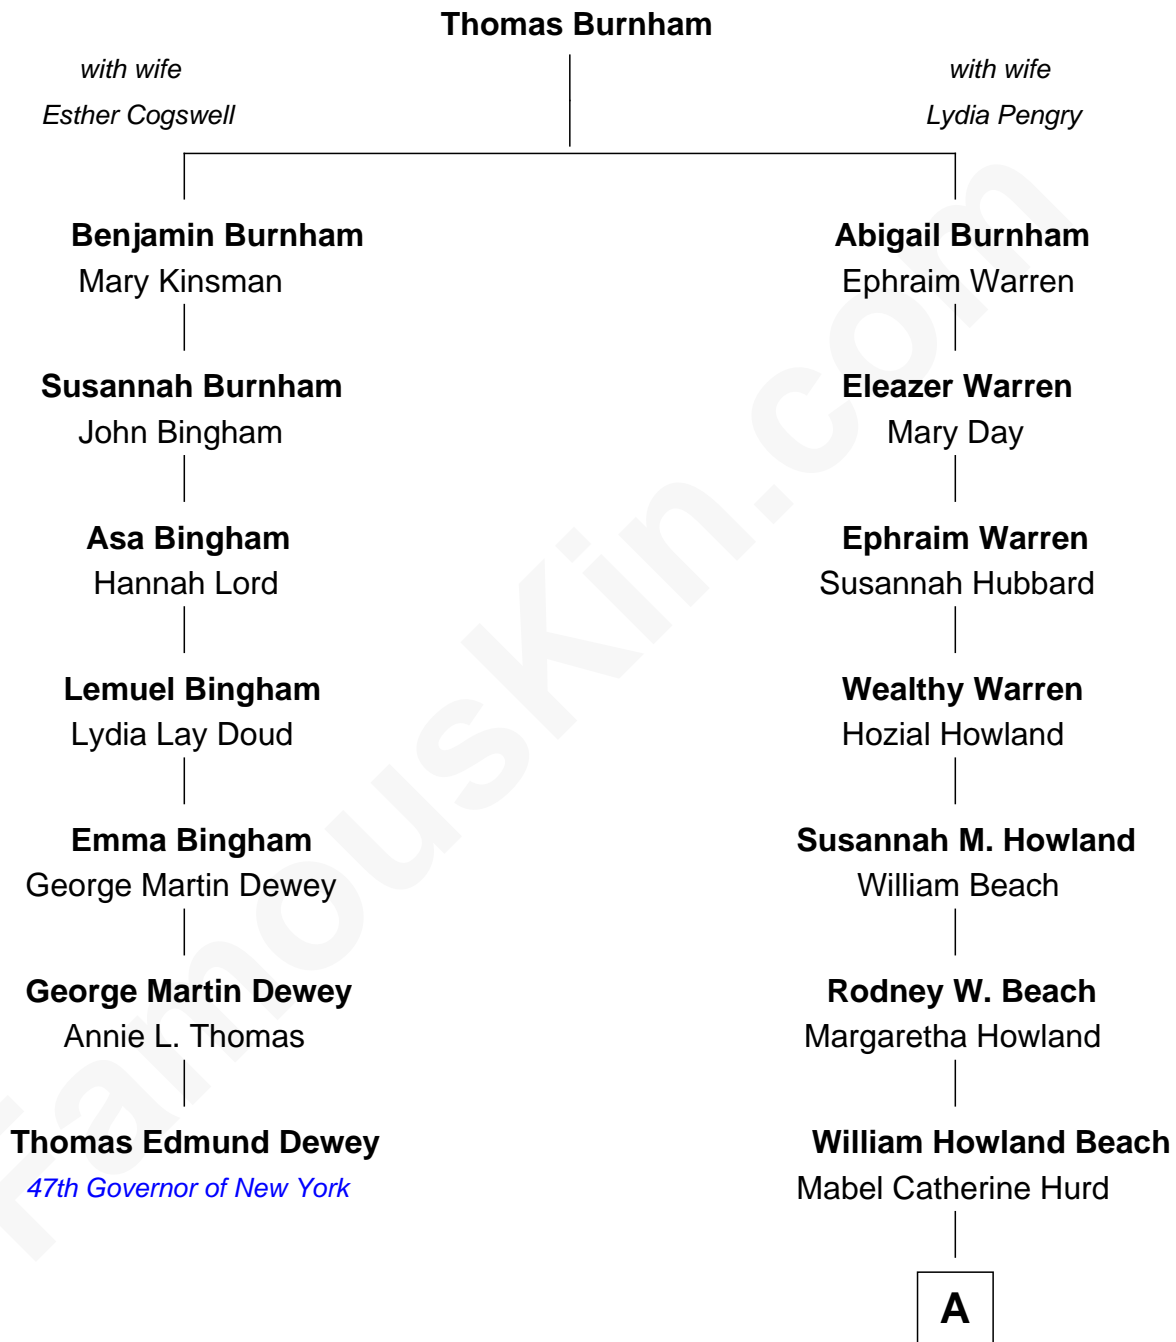 Thomas Burnham
with wife
Esther Cogswell
with wife
Lydia Pengry
Benjamin Burnham
Mary Kinsman
Abigail Burnham
Ephraim Warren
Susannah Burnham
John Bingham
Eleazer Warren
Mary Day
Asa Bingham
Hannah Lord
Ephraim Warren
Susannah Hubbard
Lemuel Bingham
Lydia Lay Doud
Wealthy Warren
Hozial Howland
Emma Bingham
George Martin Dewey
Susannah M. Howland
William Beach
George Martin Dewey
Annie L. Thomas
Rodney W. Beach
Margaretha Howland
Thomas Edmund Dewey
47th Governor of New York
William Howland Beach
Mabel Catherine Hurd
A
FamousKin.com